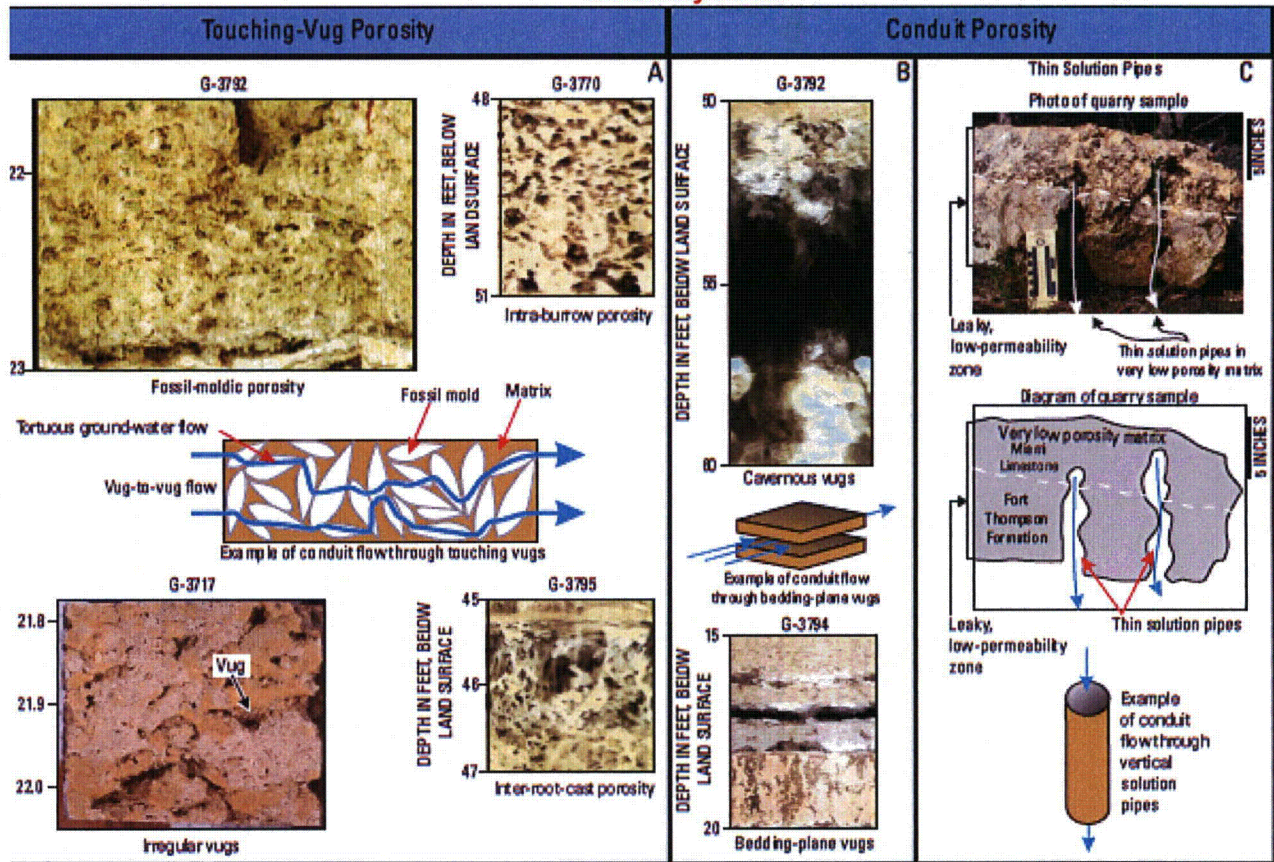 Touching-Vug Porosity
Conduit Porosity
A
G-3792
22
23
Fossil-moldic porosity
G-3770
DEPTH IN FEET, BELOW
LAND SURFACE
48
51
Intra-burrow porosity
Tortuous ground-water flow
Fossil mold
Matrix
Vug-to-vug flow
Example of conduit flow through touching vugs
G-3717
21.8
21.9
22.0
Vug
Irregular vugs
G-3795
DEPTH IN FEET, BELOW
LAND SURFACE
45
46
47
Inter-root-cast porosity
B
G-3792
DEPTH IN FEET, BELOW LAND SURFACE
50
55
60
Cavernous vugs
Example of conduit flow
through bedding-plane vugs
G-3794
DEPTH IN FEET, BELOW
LAND SURFACE
15
20
Bedding-plane vugs
C
Thin Solution Pipes
Photo of quarry sample
5 INCHES
Leaky,
low-permeability
zone
Thin solution pipes in
very low porosity matrix
Diagram of quarry sample
5 INCHES
Very low porosity matrix
Miami
Limestone
Fort
Thompson
Formation
Leaky,
low-permeability
zone
Thin solution pipes
Example
of conduit
flow through
vertical
solution
pipes